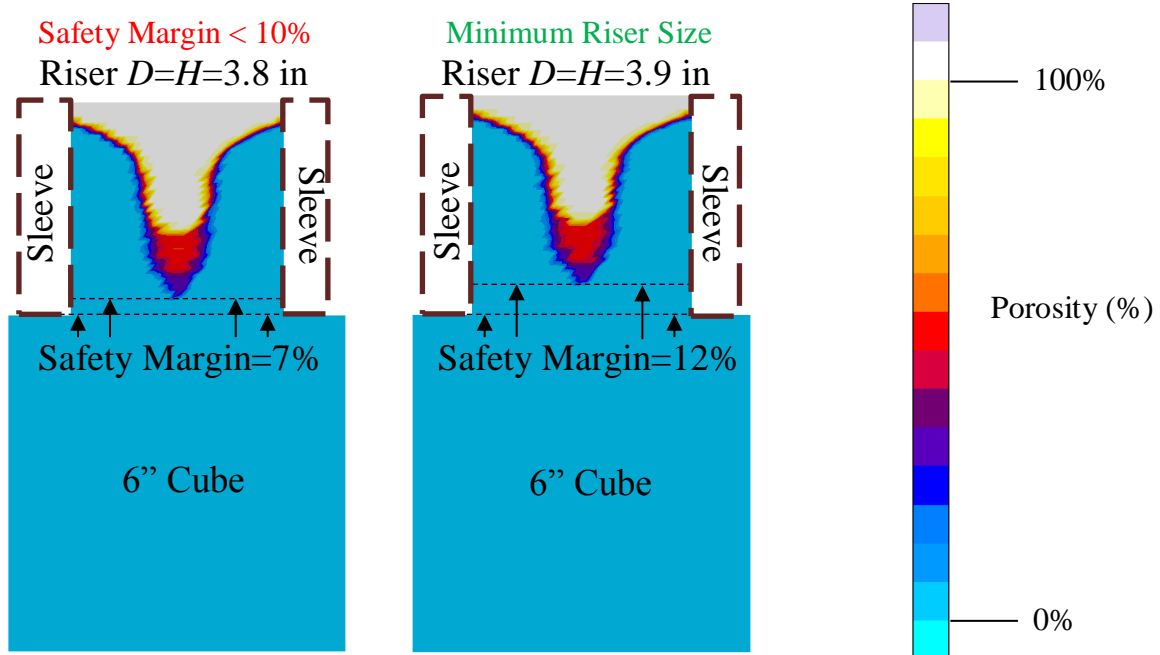 Safety Margin < 10%
Riser D=H=3.8 in
Sleeve
Sleeve
Safety Margin=7%
6” Cube
Minimum Riser Size
Riser D=H=3.9 in
Sleeve
Sleeve
Safety Margin=12%
6” Cube
100%
Porosity (%)
0%